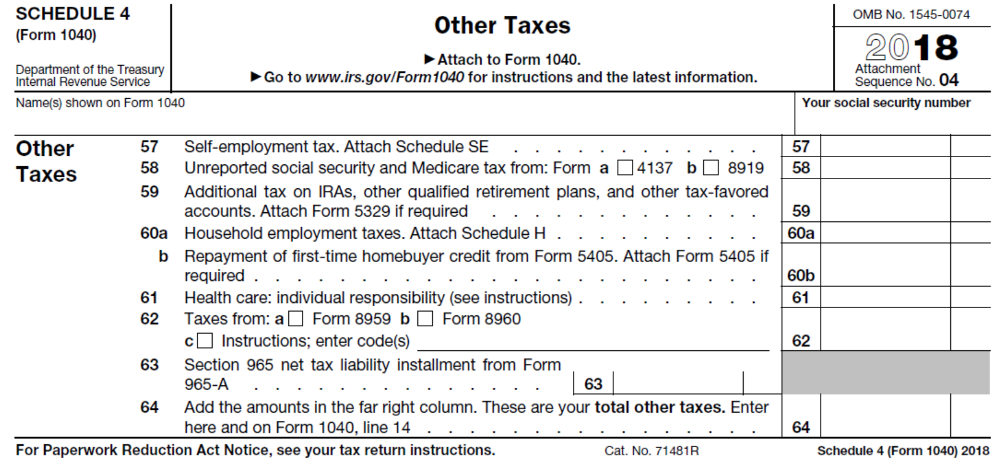 SCHEDULE 4
(Form 1040)
Department of the Treasury
Internal Revenue Service
Other Taxes
▶ Attach to Form 1040.
▶ Go to www.irs.gov/Form1040 for instructions and the latest information.
OMB No. 1545-0074
2018
Attachment
Sequence No. 04
Name(s) shown on Form 1040
Your social security number
Other
Taxes
57 Self-employment tax. Attach Schedule SE . . . . . . . . . . . . 57
58 Unreported social security and Medicare tax from: Form a ☐ 4137 b ☐ 8919 58
59 Additional tax on IRAs, other qualified retirement plans, and other tax-favored
accounts. Attach Form 5329 if required . . . . . . . . . . . . . 59
60a Household employment taxes. Attach Schedule H . . . . . . . . . . 60a
b Repayment of first-time homebuyer credit from Form 5405. Attach Form 5405 if
required . . . . . . . . . . . . . . . . . . . . . . . . 60b
61 Health care: individual responsibility (see instructions) . . . . . . . . . 61
62 Taxes from: a ☐ Form 8959 b ☐ Form 8960
c ☐ Instructions; enter code(s) 62
63 Section 965 net tax liability installment from Form
965-A . . . . . . . . . . . . . . 63
64 Add the amounts in the far right column. These are your total other taxes. Enter
here and on Form 1040, line 14 . . . . . . . . . . . . . . . . 64
For Paperwork Reduction Act Notice, see your tax return instructions.
Cat. No. 71481R
Schedule 4 (Form 1040) 2018